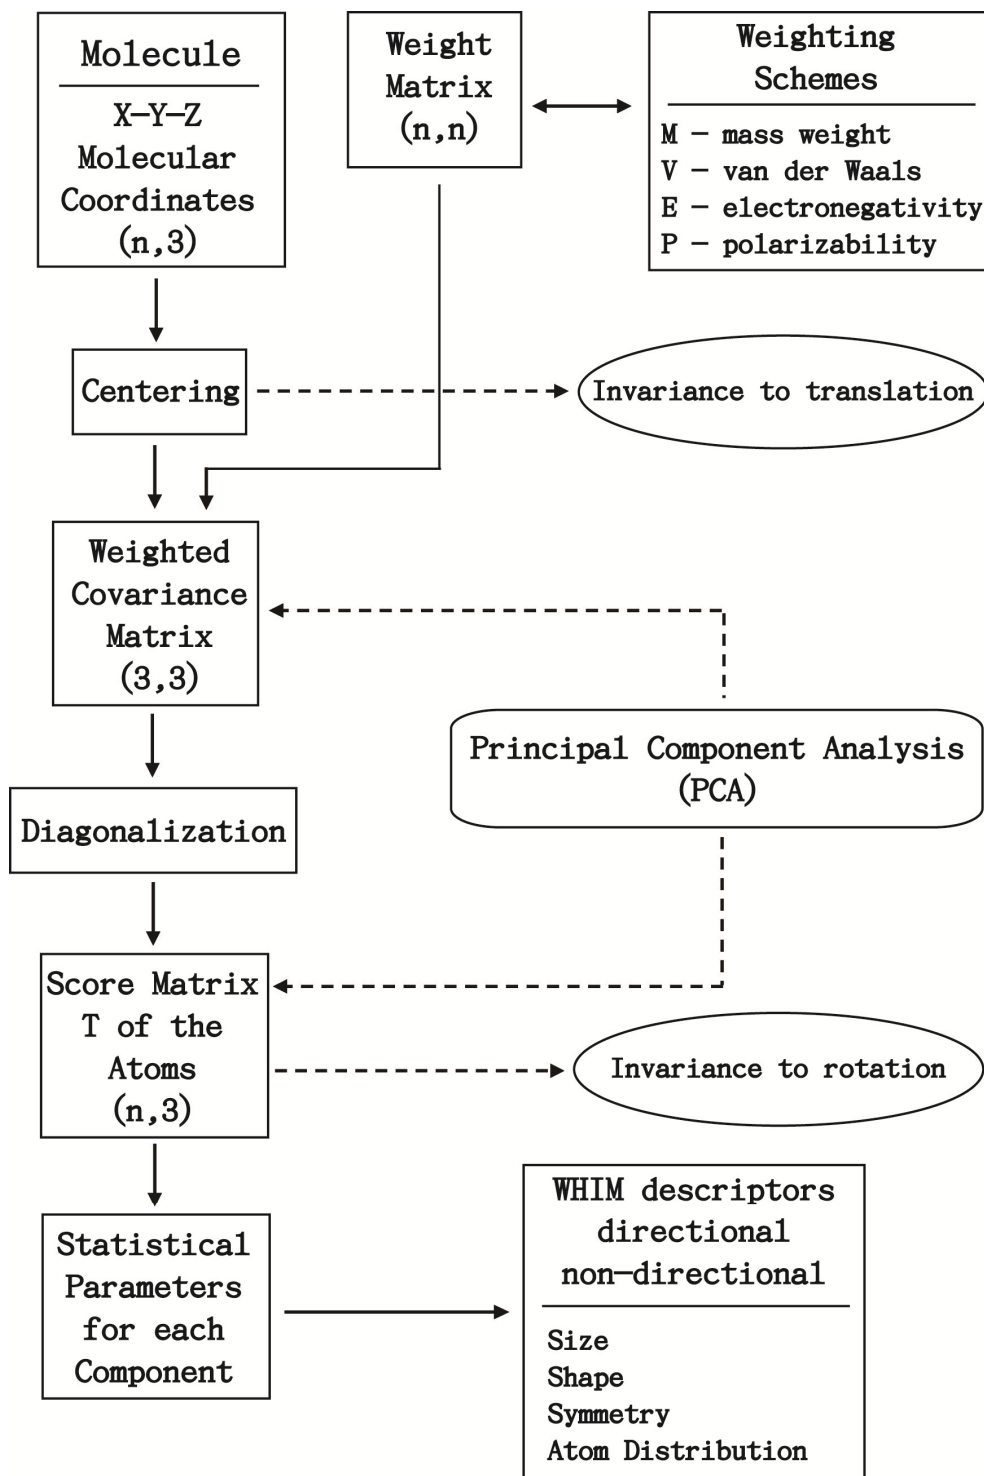 Molecule
X-Y-Z
Molecular
Coordinates
(n,3)
Weight
Matrix
(n,n)
Weighting
Schemes
M - mass weight
V - van der Waals
E - electronegativity
P - polarizability
Centering
Invariance to translation
Weighted
Covariance
Matrix
(3,3)
Principal Component Analysis
(PCA)
Diagonalization
Score Matrix
T of the
Atoms
(n,3)
Invariance to rotation
Statistical
Parameters
for each
Component
WHIM descriptors
directional
non-directional
Size
Shape
Symmetry
Atom Distribution